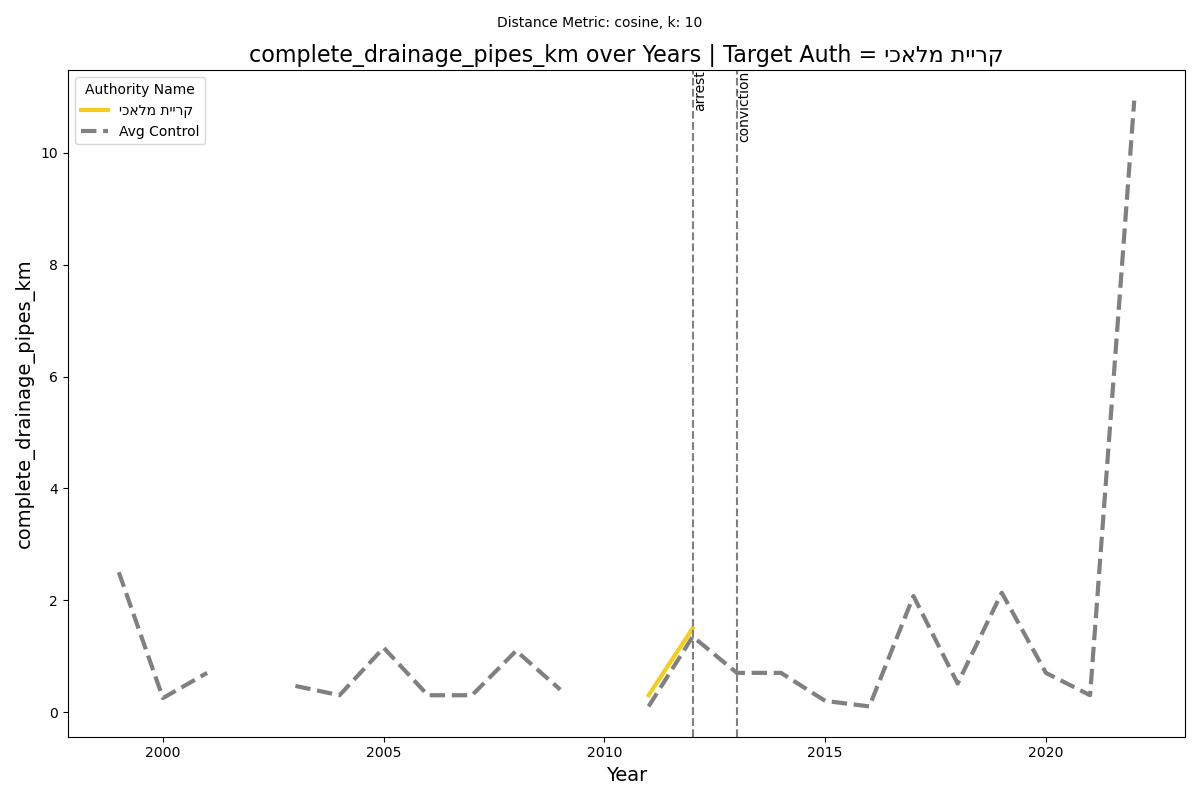 Distance Metric: cosine, k: 10
complete_drainage_pipes_km over Years | Target Auth = קריית מלאכי
Authority Name
קריית מלאכי
Avg Control
arrest
conviction
complete_drainage_pipes_km
10
8
6
4
2
0
2000 2005 2010 2015 2020
Year